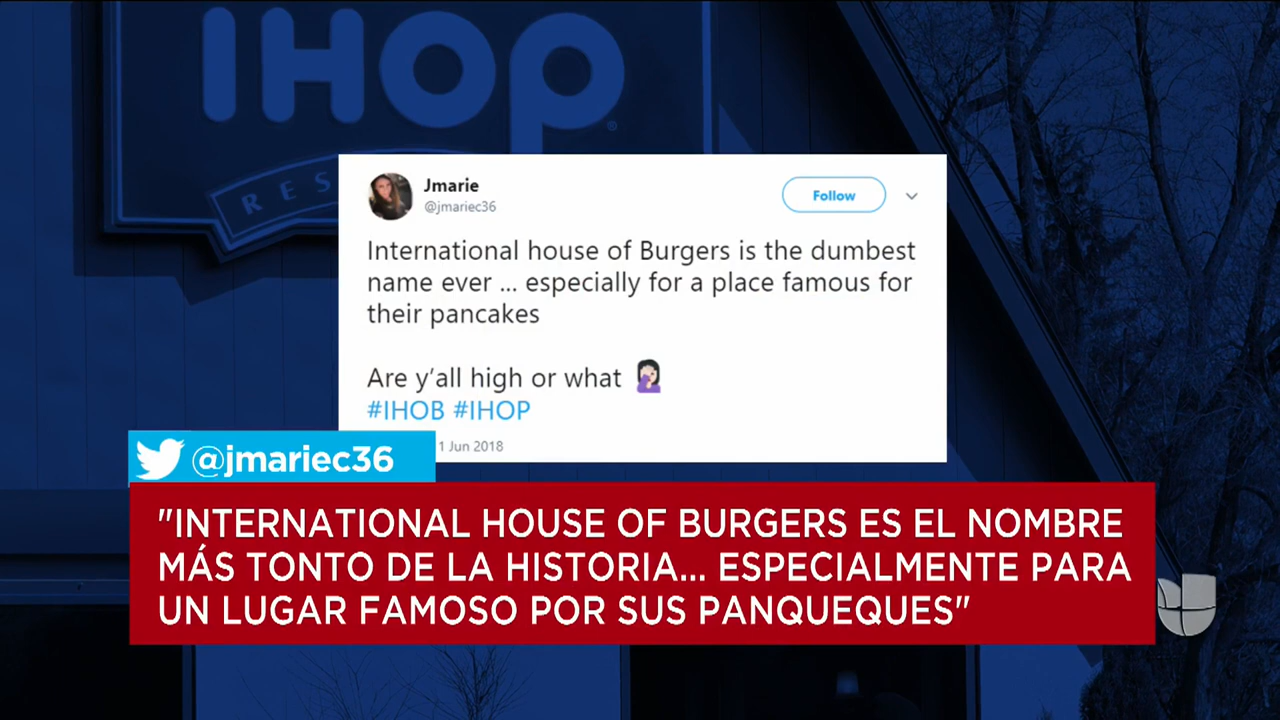 IHOP
RES
Jmarie
@jmariec36
Follow
International house of Burgers is the dumbest
name ever ... especially for a place famous for
their pancakes
Are y'all high or what 🤦🏻‍♀️
#IHOB #IHOP
1 Jun 2018
@jmariec36
"INTERNATIONAL HOUSE OF BURGERS ES EL NOMBRE
MÁS TONTO DE LA HISTORIA... ESPECIALMENTE PARA
UN LUGAR FAMOSO POR SUS PANQUEQUES"